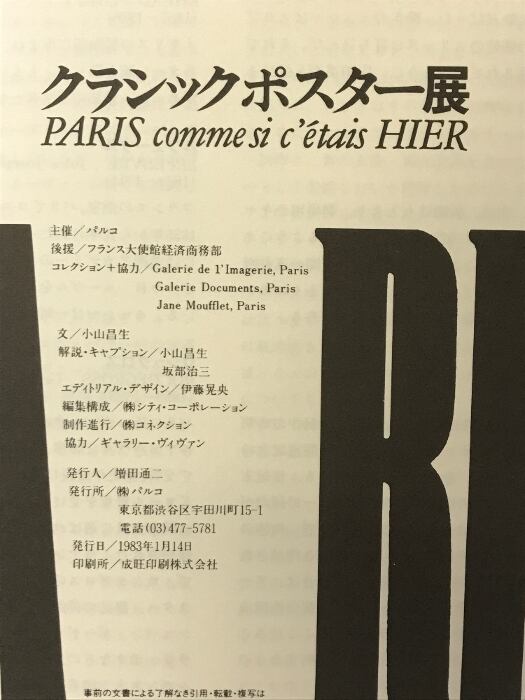 クラシックポスター展
PARIS comme si c'étais HIER
主催／パルコ
後援／フランス大使館経済商務部
コレクション＋協力／Galerie de l'Imagerie, Paris
Galerie Documents, Paris
Jane Moufflet, Paris
文／小山昌生
解説・キャプション／小山昌生
坂部治三
エディトリアル・デザイン／伊藤晃央
編集構成／㈱シティ・コーポレーション
制作進行／㈱コネクション
協力／ギャラリー・ヴィヴァン
発行人／増田通二
発行所／㈱パルコ
東京都渋谷区宇田川町15-1
電話(03)477-5781
発行日／1983年1月14日
印刷所／成旺印刷株式会社
事前の文書による了解なき引用・転載・複写は